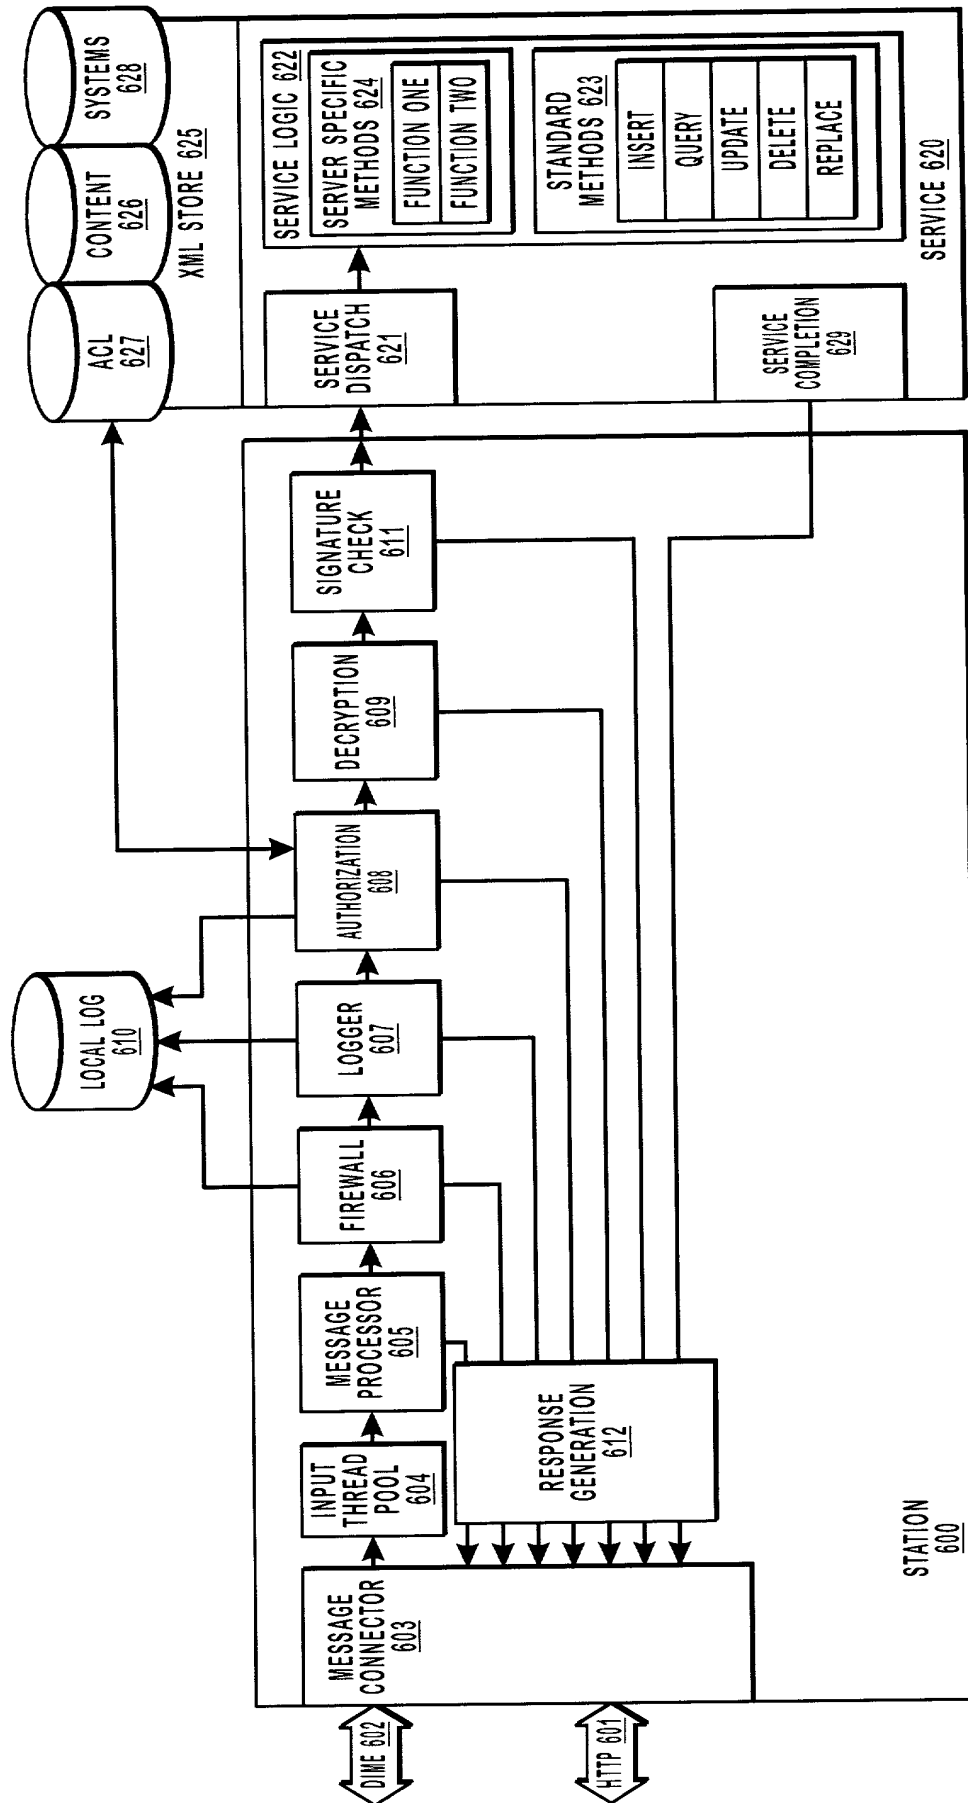 DIME 602
HTTP 601
MESSAGE
CONNECTOR
603
INPUT
THREAD
POOL
604
MESSAGE
PROCESSOR
605
FIREWALL
606
LOGGER
607
AUTHORIZATION
608
DECRYPTION
609
SIGNATURE
CHECK
611
LOCAL LOG
610
RESPONSE
GENERATION
612
STATION
600
ACL
627
CONTENT
626
SYSTEMS
628
XML STORE 625
SERVICE
DISPATCH
621
SERVICE LOGIC 622
SERVER SPECIFIC
METHODS 624
FUNCTION ONE
FUNCTION TWO
STANDARD
METHODS 623
INSERT
QUERY
UPDATE
DELETE
REPLACE
SERVICE
COMPLETION
629
SERVICE 620